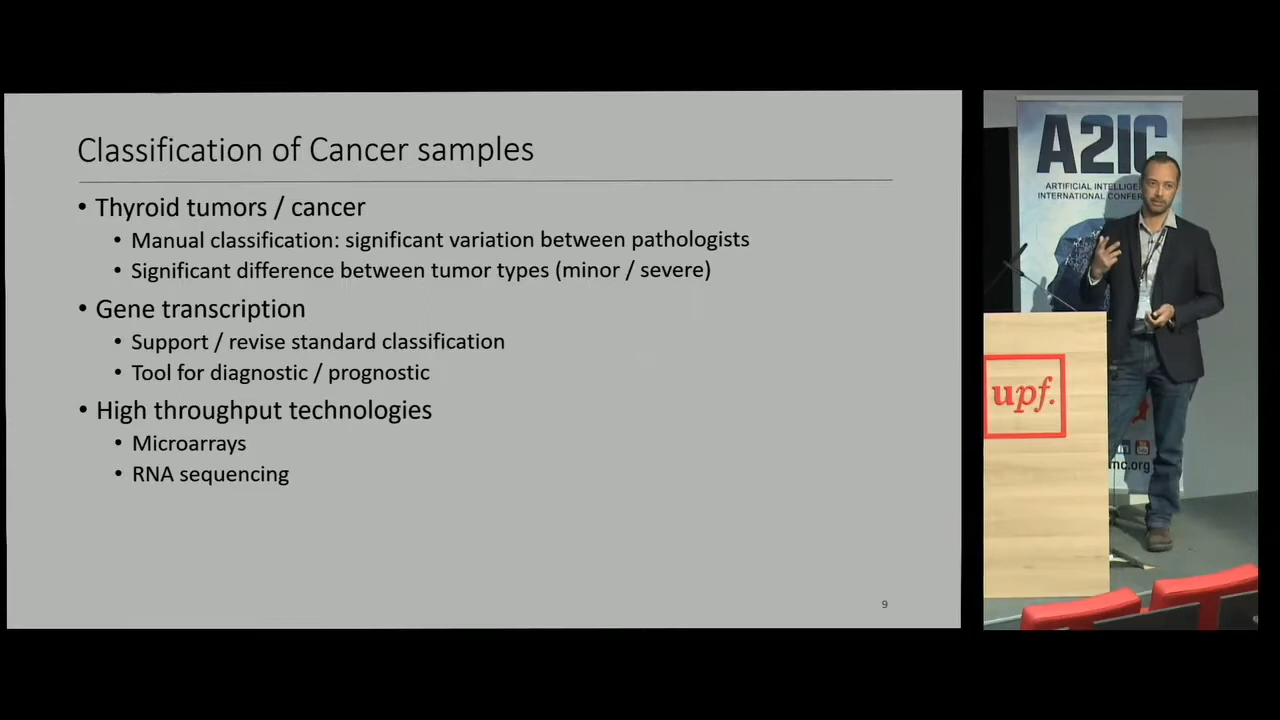 Classification of Cancer samples
• Thyroid tumors / cancer
• Manual classification: significant variation between pathologists
• Significant difference between tumor types (minor / severe)
• Gene transcription
• Support / revise standard classification
• Tool for diagnostic / prognostic
• High throughput technologies
• Microarrays
• RNA sequencing
9
A2IC
ARTIFICIAL
INTERNATIONAL
upf.
mc.org